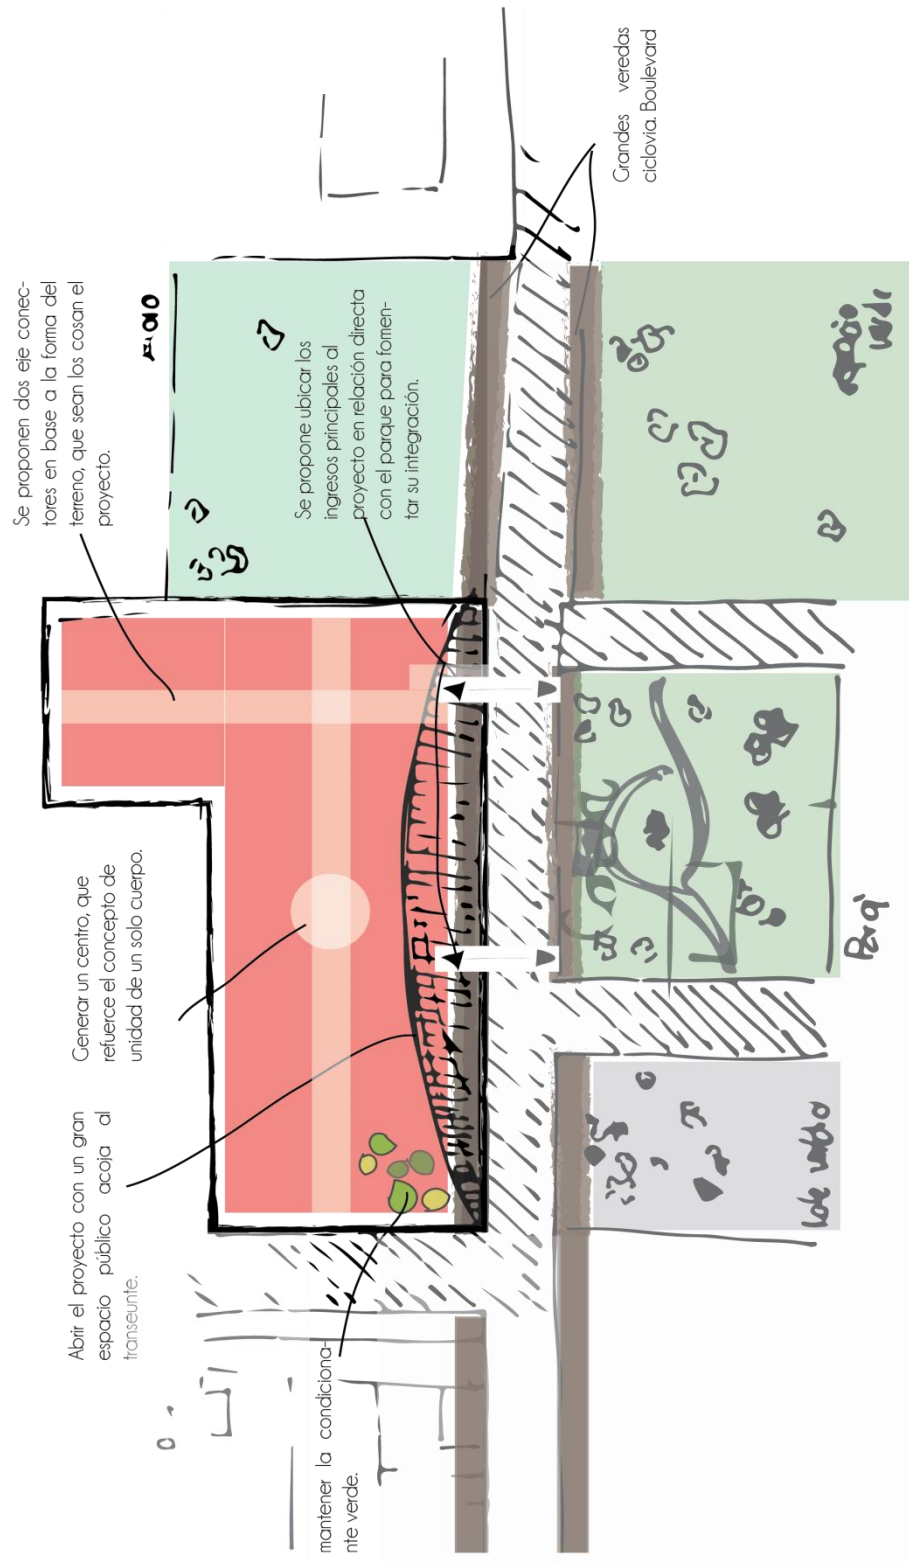 mantener la condiciona-
nte verde.
Abrir el proyecto con un gran
espacio público acoja al
transeunte.
Generar un centro, que
refuerce el concepto de
unidad de un solo cuerpo.
Se proponen dos eje conec-
tores en base a la forma del
terreno, que sean los cosan el
proyecto.
Se propone ubicar los
ingresos principales al
proyecto en relación directa
con el parque para fomen-
tar su integración.
Grandes veredas
ciclovia. Boulevard